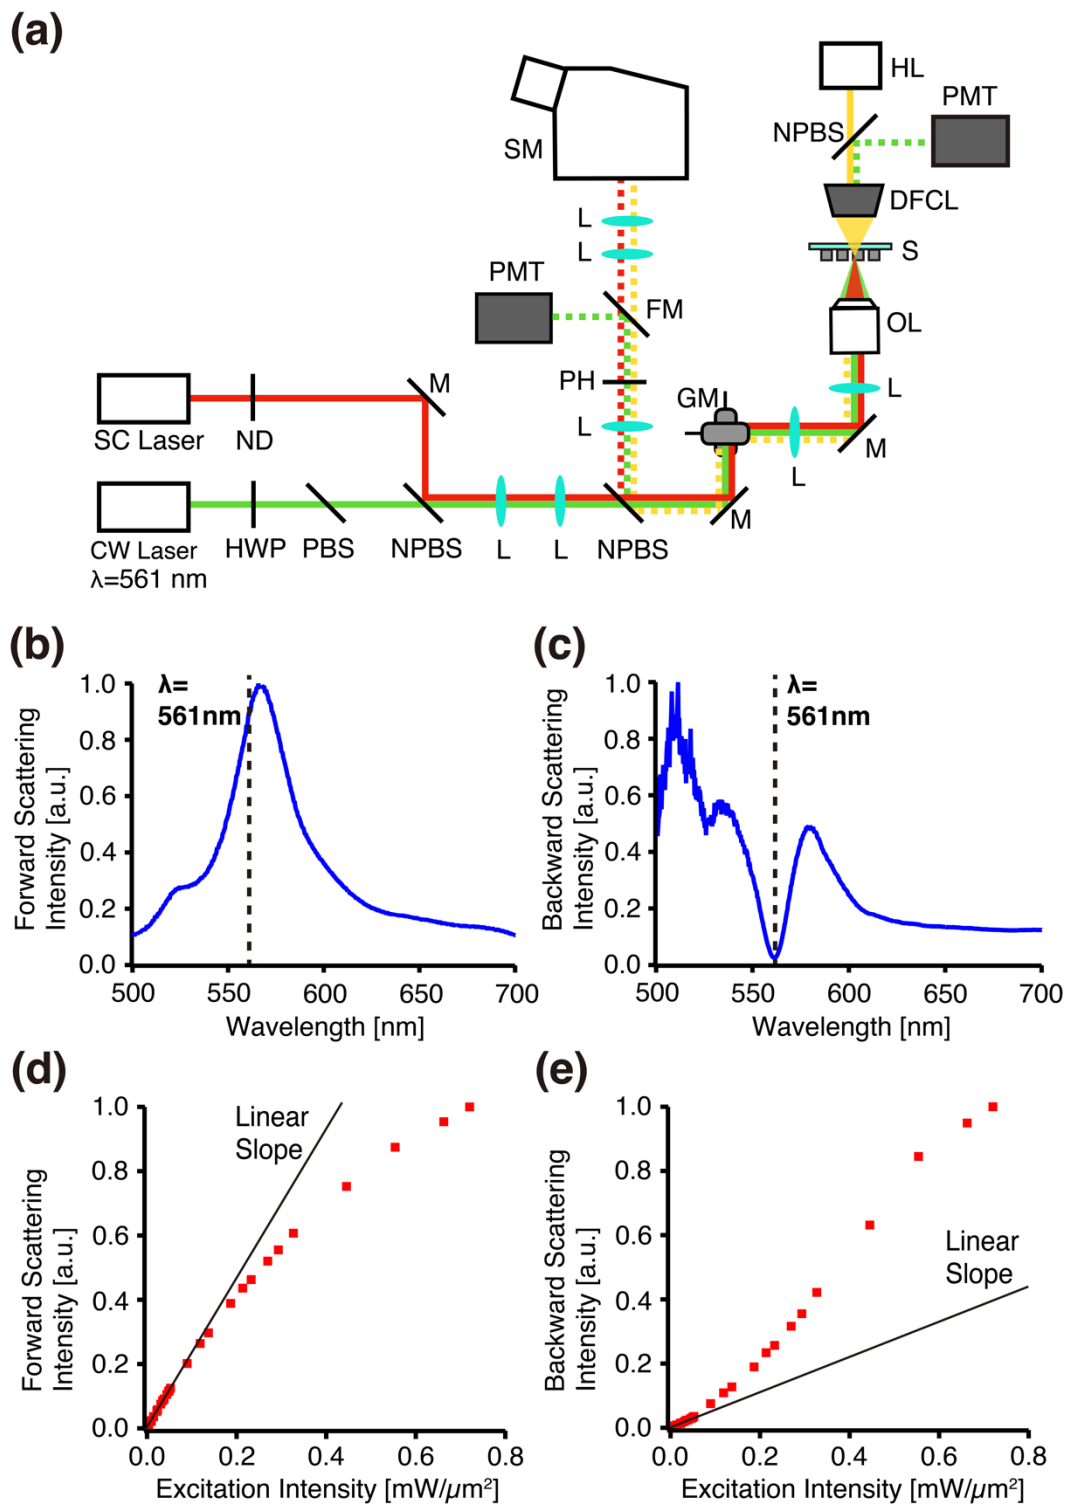 (a)
HL
PMT
NPBS
SM
DFCL
L
S
L
PMT
FM
OL
PH
GM
L
M
L
M
SC Laser
ND
L
M
CW Laser
λ=561 nm
HWP
PBS
NPBS
L
L
NPBS
(b)
Forward Scattering
Intensity [a.u.]
1.0
0.8
0.6
0.4
0.2
0.0
λ=
561nm
500
550
600
650
700
Wavelength [nm]
(c)
Backward Scattering
Intensity [a.u.]
1.0
0.8
0.6
0.4
0.2
0.0
λ=
561nm
500
550
600
650
700
Wavelength [nm]
(d)
Forward Scattering
Intensity [a.u.]
1.0
0.8
0.6
0.4
0.2
0.0
Linear
Slope
0.0
0.2
0.4
0.6
0.8
Excitation Intensity [mW/μm²]
(e)
Backward Scattering
Intensity [a.u.]
1.0
0.8
0.6
0.4
0.2
0.0
Linear
Slope
0.0
0.2
0.4
0.6
0.8
Excitation Intensity [mW/μm²]